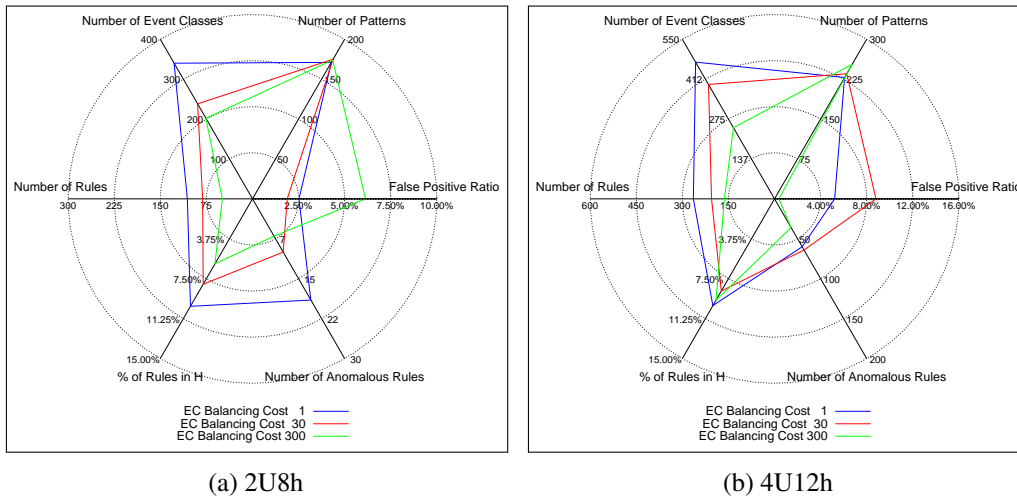 Number of Event Classes
Number of Patterns
400
200
300
150
200
100
100
50
Number of Rules
False Positive Ratio
300
225
150
75
2.50%
5.00%
7.50%
10.00%
3.75%
7
7.50%
15
11.25%
22
15.00%
30
% of Rules in H
Number of Anomalous Rules
EC Balancing Cost 1
EC Balancing Cost 30
EC Balancing Cost 300
(a) 2U8h
Number of Event Classes
Number of Patterns
550
300
412
225
275
150
137
75
Number of Rules
False Positive Ratio
600
450
300
150
4.00%
8.00%
12.00%
16.00%
3.75%
50
7.50%
100
11.25%
150
15.00%
200
% of Rules in H
Number of Anomalous Rules
EC Balancing Cost 1
EC Balancing Cost 30
EC Balancing Cost 300
(b) 4U12h